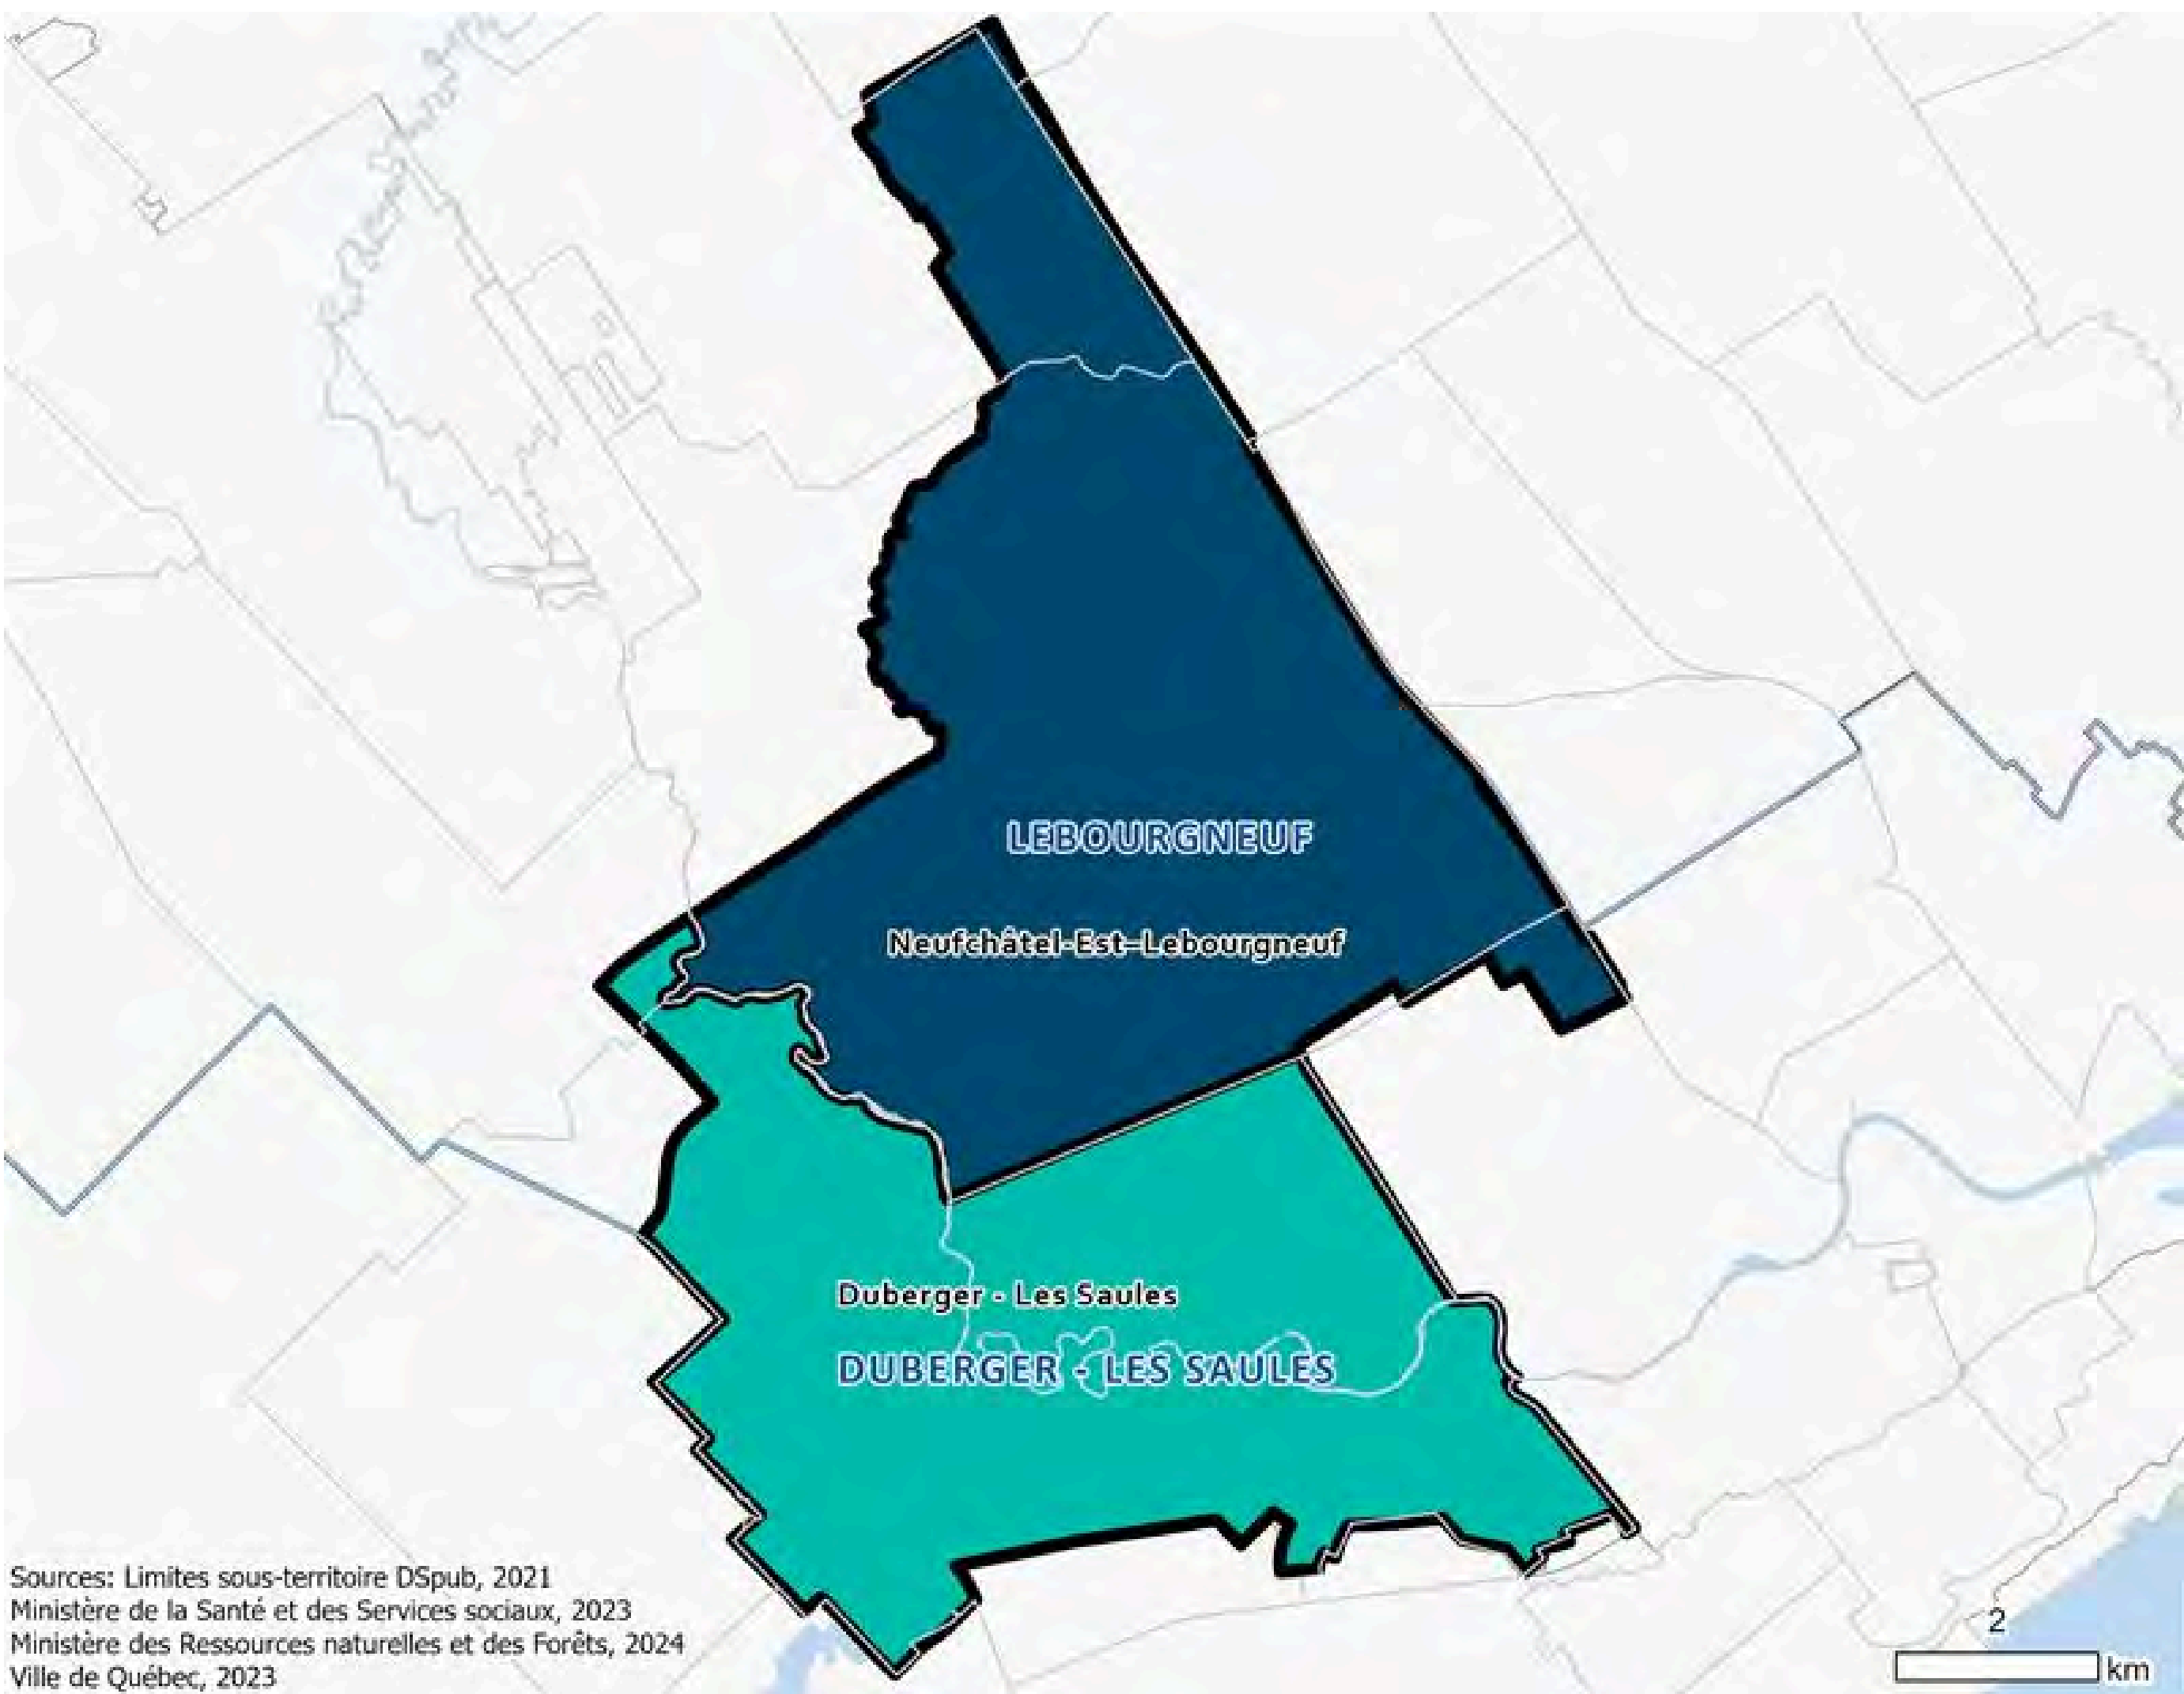 LEBOURGNEUF
Neufchâtel-Est–Lebourgneuf
Duberger - Les Saules
DUBERGER - LES SAULES
Sources: Limites sous-territoire DSpub, 2021
Ministère de la Santé et des Services sociaux, 2023
Ministère des Ressources naturelles et des Forêts, 2024
Ville de Québec, 2023
2
km